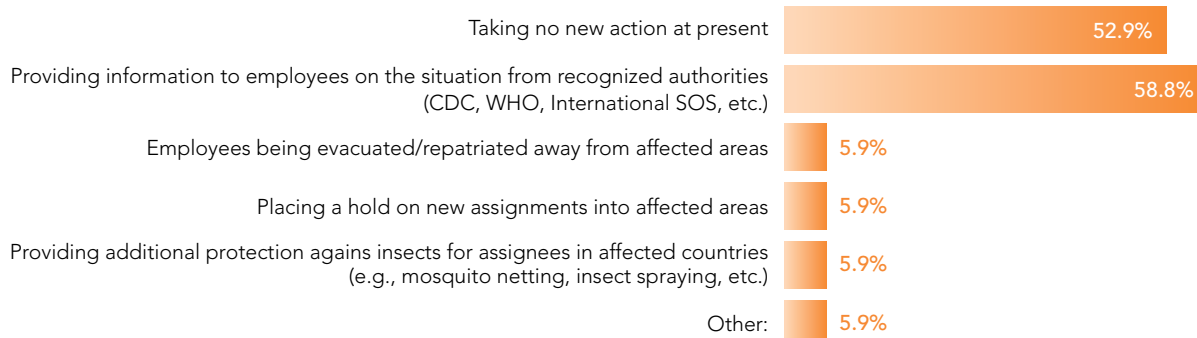 Taking no new action at present
52.9%
Providing information to employees on the situation from recognized authorities
(CDC, WHO, International SOS, etc.)
58.8%
Employees being evacuated/repatriated away from affected areas
5.9%
Placing a hold on new assignments into affected areas
5.9%
Providing additional protection agains insects for assignees in affected countries
(e.g., mosquito netting, insect spraying, etc.)
5.9%
Other:
5.9%